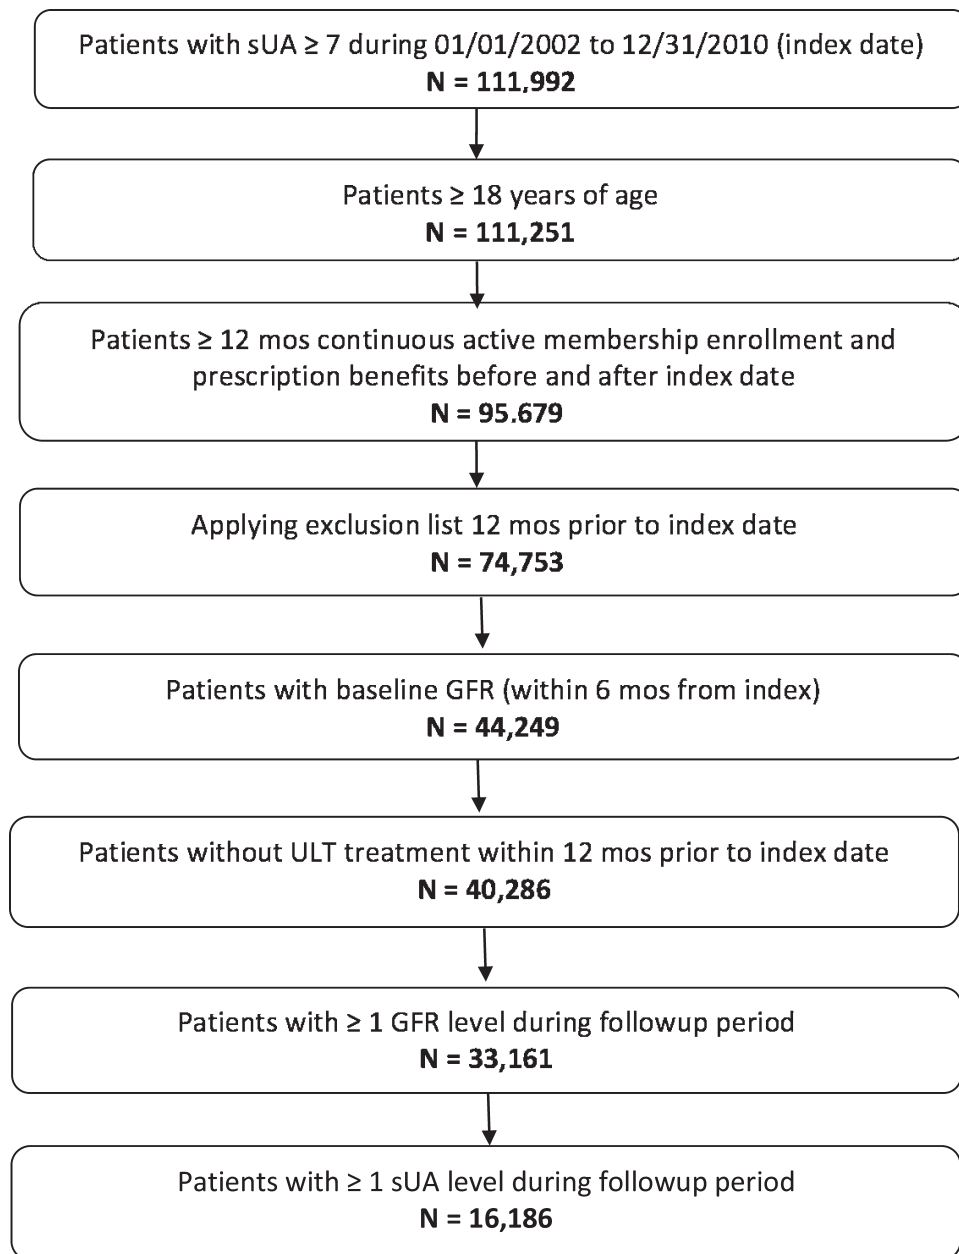 Patients with sUA ≥ 7 during 01/01/2002 to 12/31/2010 (index date)
N = 111,992
Patients ≥ 18 years of age
N = 111,251
Patients ≥ 12 mos continuous active membership enrollment and
prescription benefits before and after index date
N = 95.679
Applying exclusion list 12 mos prior to index date
N = 74,753
Patients with baseline GFR (within 6 mos from index)
N = 44,249
Patients without ULT treatment within 12 mos prior to index date
N = 40,286
Patients with ≥ 1 GFR level during followup period
N = 33,161
Patients with ≥ 1 sUA level during followup period
N = 16,186